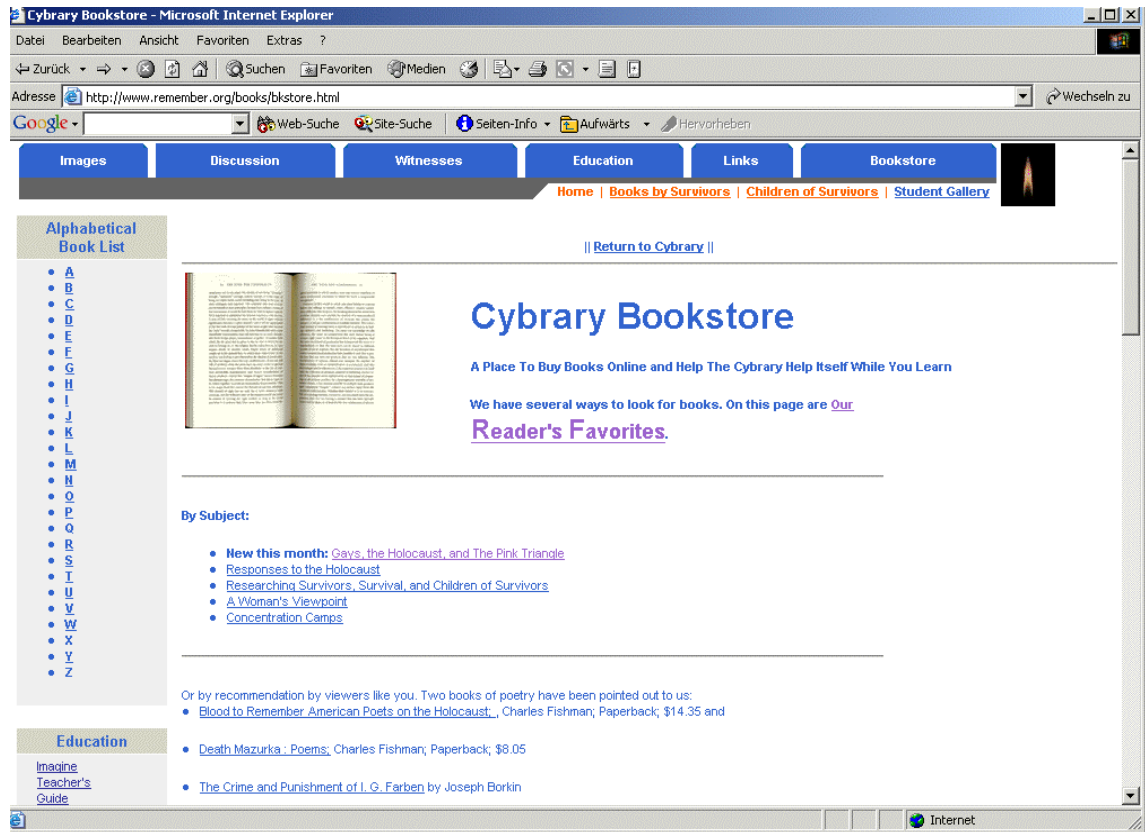 Cybrary Bookstore - Microsoft Internet Explorer
Datei Bearbeiten Ansicht Favoriten Extras ?
Zurück Suchen Favoriten Medien
Adresse http://www.remember.org/books/bkstore.html Wechseln zu
Google Web-Suche Site-Suche Seiten-Info Aufwärts Hervorheben
Images Discussion Witnesses Education Links Bookstore
Home | Books by Survivors | Children of Survivors | Student Gallery
Alphabetical
Book List
A
B
C
D
E
F
G
H
I
J
K
L
M
N
O
P
Q
R
S
T
U
V
W
X
Y
Z
Education
Imagine
Teacher's
Guide
|| Return to Cybrary ||
Cybrary Bookstore
A Place To Buy Books Online and Help The Cybrary Help Itself While You Learn
We have several ways to look for books. On this page are Our
Reader's Favorites.
By Subject:
New this month: Gays, the Holocaust, and The Pink Triangle
Responses to the Holocaust
Researching Survivors, Survival, and Children of Survivors
A Woman's Viewpoint
Concentration Camps
Or by recommendation by viewers like you. Two books of poetry have been pointed out to us:
Blood to Remember American Poets on the Holocaust; , Charles Fishman; Paperback; $14.35 and
Death Mazurka : Poems; Charles Fishman; Paperback; $8.05
The Crime and Punishment of I. G. Farben by Joseph Borkin
Internet